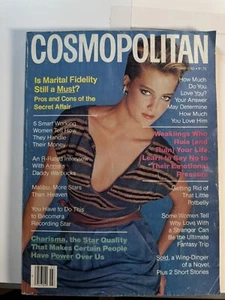 COSMOPOLITAN
Is Marital Fidelity
Still a Must?
Pros and Cons of the
Secret Affair
5 Smart Working
Women Tell How
They Handle
Their Money
An R-Rated Interview
With Annie's
Daddy Warbucks
Malibu, More Stars
Than Heaven
You Have to Do This
to Become a
Recording Star
Charisma, the Star Quality
That Makes Certain People
Have Power Over Us
How Much
Do You
Love You?
Your Answer
May Determine
How Much
You Love Him
Weaklings Who
Rule (and
Ruin) Your Life.
Learn to Say No to
Their Emotional
Pressure
Getting Rid of
That Little
Potbelly
Some Women Tell
Why Love With
a Stranger Can
Be the Ultimate
Fantasy Trip
Sold, a Wing-Dinger
of a Novel,
Plus 2 Short Stories